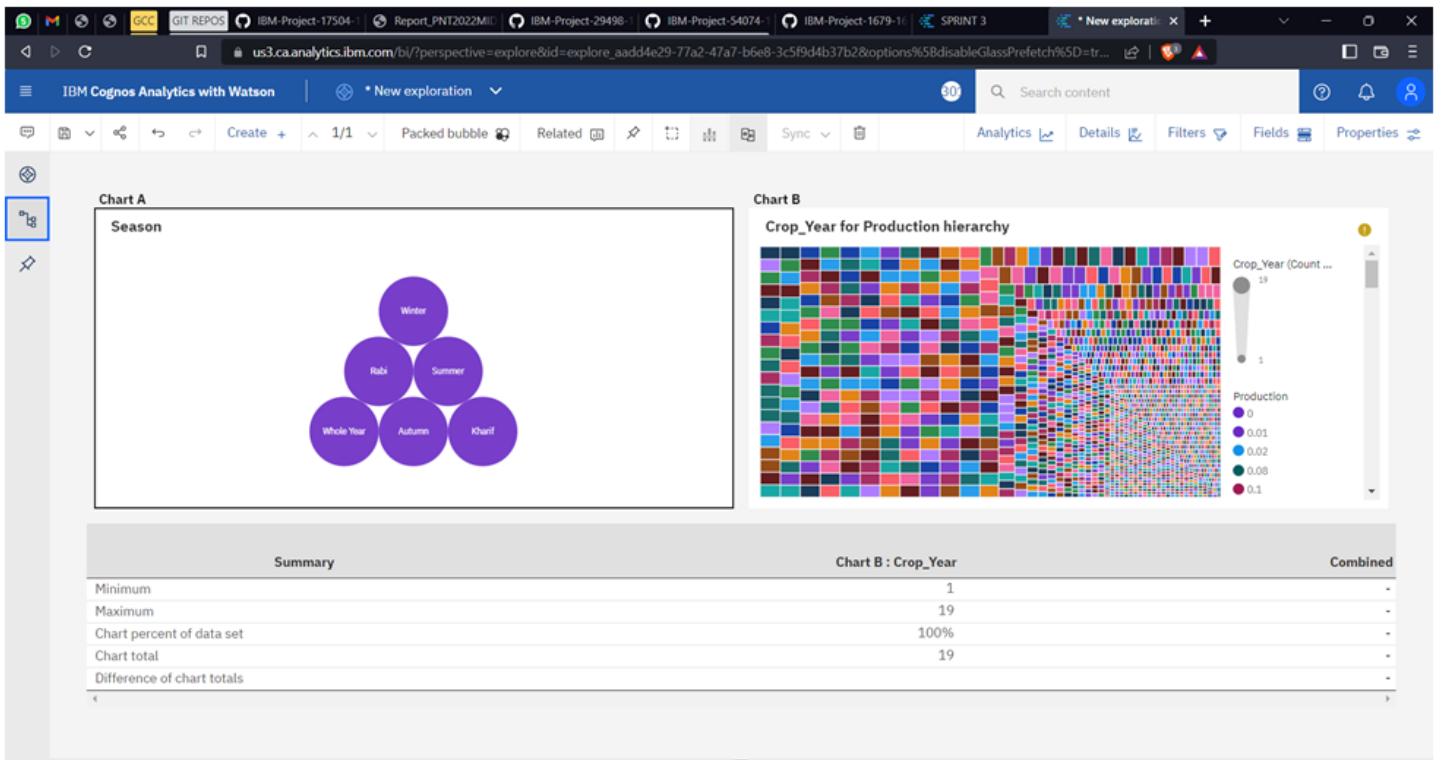 GCC GIT REPOS IBM-Project-17504-1 Report_PNT2022MID IBM-Project-29498-1 IBM-Project-54074-1 IBM-Project-1679-16 SPRINT 3 * New exploratic
us3.ca.analytics.ibm.com/bi/?perspective=explore&id=explore_aadd4e29-77a2-47a7-b6e8-3c5f9d4b37b2&options%5BdisableGlassPrefetch%5D=tr...
IBM Cognos Analytics with Watson * New exploration Search content
Create + 1/1 Packed bubble Related Sync Analytics Details Filters Fields Properties
Chart A
Season
Winter
Rabi Summer
Whole Year Autumn Kharif
Chart B
Crop_Year for Production hierarchy
Crop_Year (Count ...
19
1
Production
0
0.01
0.02
0.08
0.1
Summary Chart B : Crop_Year Combined
Minimum 1 -
Maximum 19 -
Chart percent of data set 100% -
Chart total 19 -
Difference of chart totals -